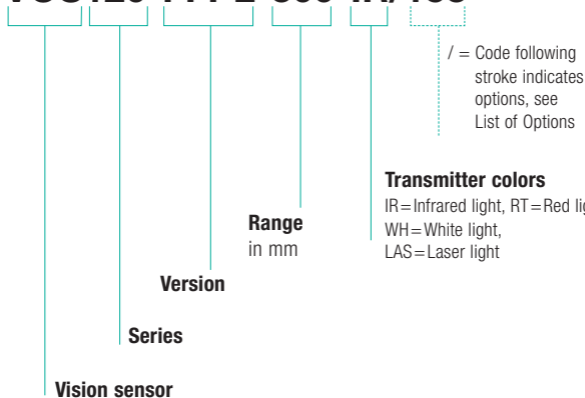 / = Code following
stroke indicates
options, see
List of Options
Transmitter colors
IR=Infrared light, RT=Red
WH=White light,
LAS=Laser light
Range
in mm
Version
Series
Vision sensor